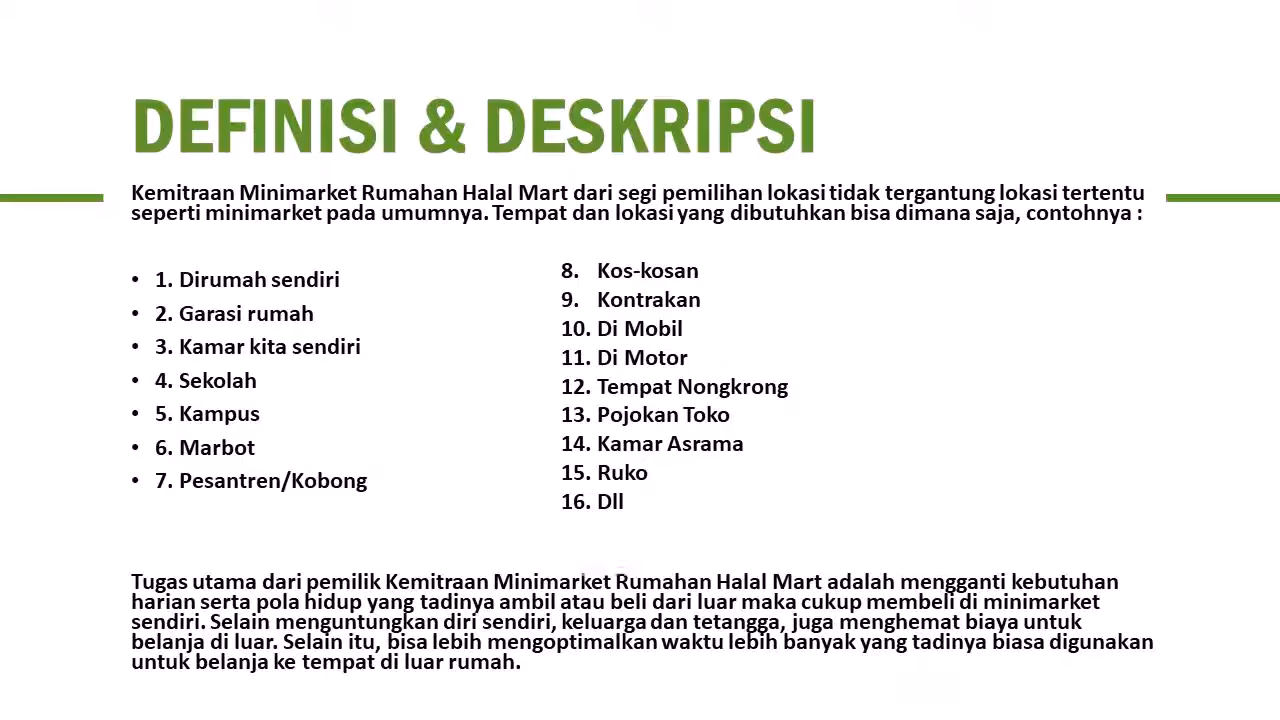 DEFINISI & DESKRIPSI
Kemitraan Minimarket Rumahan Halal Mart dari segi pemilihan lokasi tidak tergantung lokasi tertentu
seperti minimarket pada umumnya. Tempat dan lokasi yang dibutuhkan bisa dimana saja, contohnya :
• 1. Dirumah sendiri
• 2. Garasi rumah
• 3. Kamar kita sendiri
• 4. Sekolah
• 5. Kampus
• 6. Marbot
• 7. Pesantren/Kobong
8. Kos-kosan
9. Kontrakan
10. Di Mobil
11. Di Motor
12. Tempat Nongkrong
13. Pojokan Toko
14. Kamar Asrama
15. Ruko
16. Dll
Tugas utama dari pemilik Kemitraan Minimarket Rumahan Halal Mart adalah mengganti kebutuhan
harian serta pola hidup yang tadinya ambil atau beli dari luar maka cukup membeli di minimarket
sendiri. Selain menguntungkan diri sendiri, keluarga dan tetangga, juga menghemat biaya untuk
belanja di luar. Selain itu, bisa lebih mengoptimalkan waktu lebih banyak yang tadinya biasa digunakan
untuk belanja ke tempat di luar rumah.